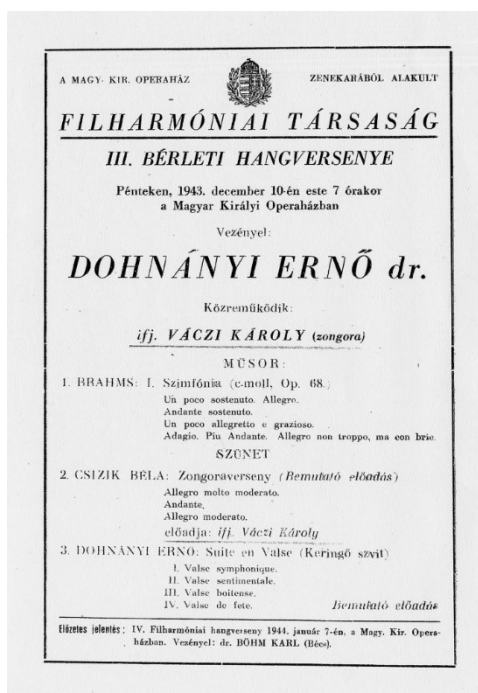 A MAGY. KIR. OPERAHÁZ ZENEKARÁBÓL ALAKULT
FILHARMÓNIAI TÁRSASÁG
III. BÉRLETI HANGVERSENYE
Pénteken, 1943. december 10-én este 7 órakor
a Magyar Királyi Operaházban
Vezényel:
DOHNÁNYI ERNŐ dr.
Közreműködik:
ifj. VÁCZI KÁROLY (zongora)
MŰSOR:
1. BRAHMS: I. Szimfónia (c-moll, Op. 68.)
Un poco sostenuto. Allegro.
Andante sostenuto.
Un poco allegretto e grazioso.
Adagio. Piu Andante. Allegro non troppo, ma con brio.
SZÜNET
2. CSIZIK BÉLA: Zongoraverseny (Bemutató előadás)
Allegro molto moderato.
Andante.
Allegro moderato.
előadja: ifj. Váczi Károly
3. DOHNÁNYI ERNŐ: Suite en Valse (Keringő szvit)
I. Valse symphonique.
II. Valse sentimentale.
III. Valse boitense.
IV. Valse de fete. Bemutató előadás
Előzetes jelentés: IV. Filharmóniai hangverseny 1944. január 7-én, a Magy. Kir. Opera-
házban. Vezényel: dr. BÖHM KARL (Bécs).